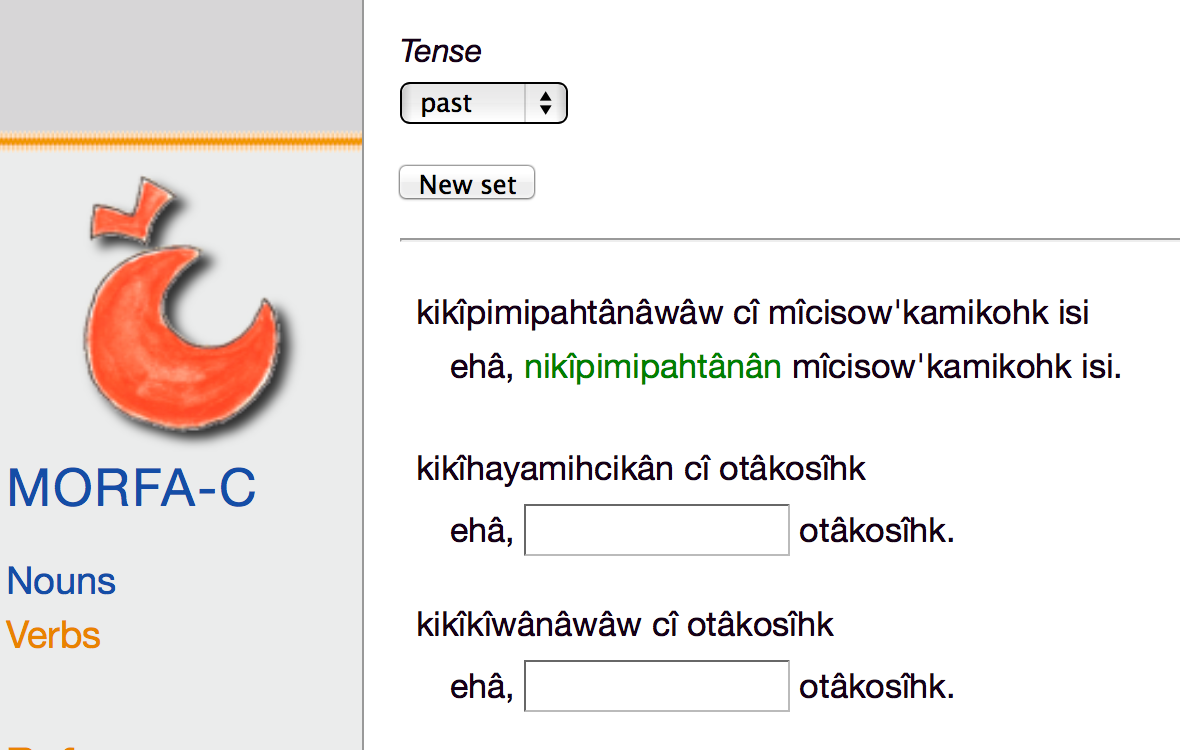 Tense
past
New set
kikîpimipahtânâwâw cî mîcisow'kamikohk isi
ehâ, nikîpimipahtânân mîcisow'kamikohk isi.
kikîhayamihcikân cî otâkosîhk
ehâ, otâkosîhk.
kikîkîwânâwâw cî otâkosîhk
ehâ, otâkosîhk.
MORFA-C
Nouns
Verbs